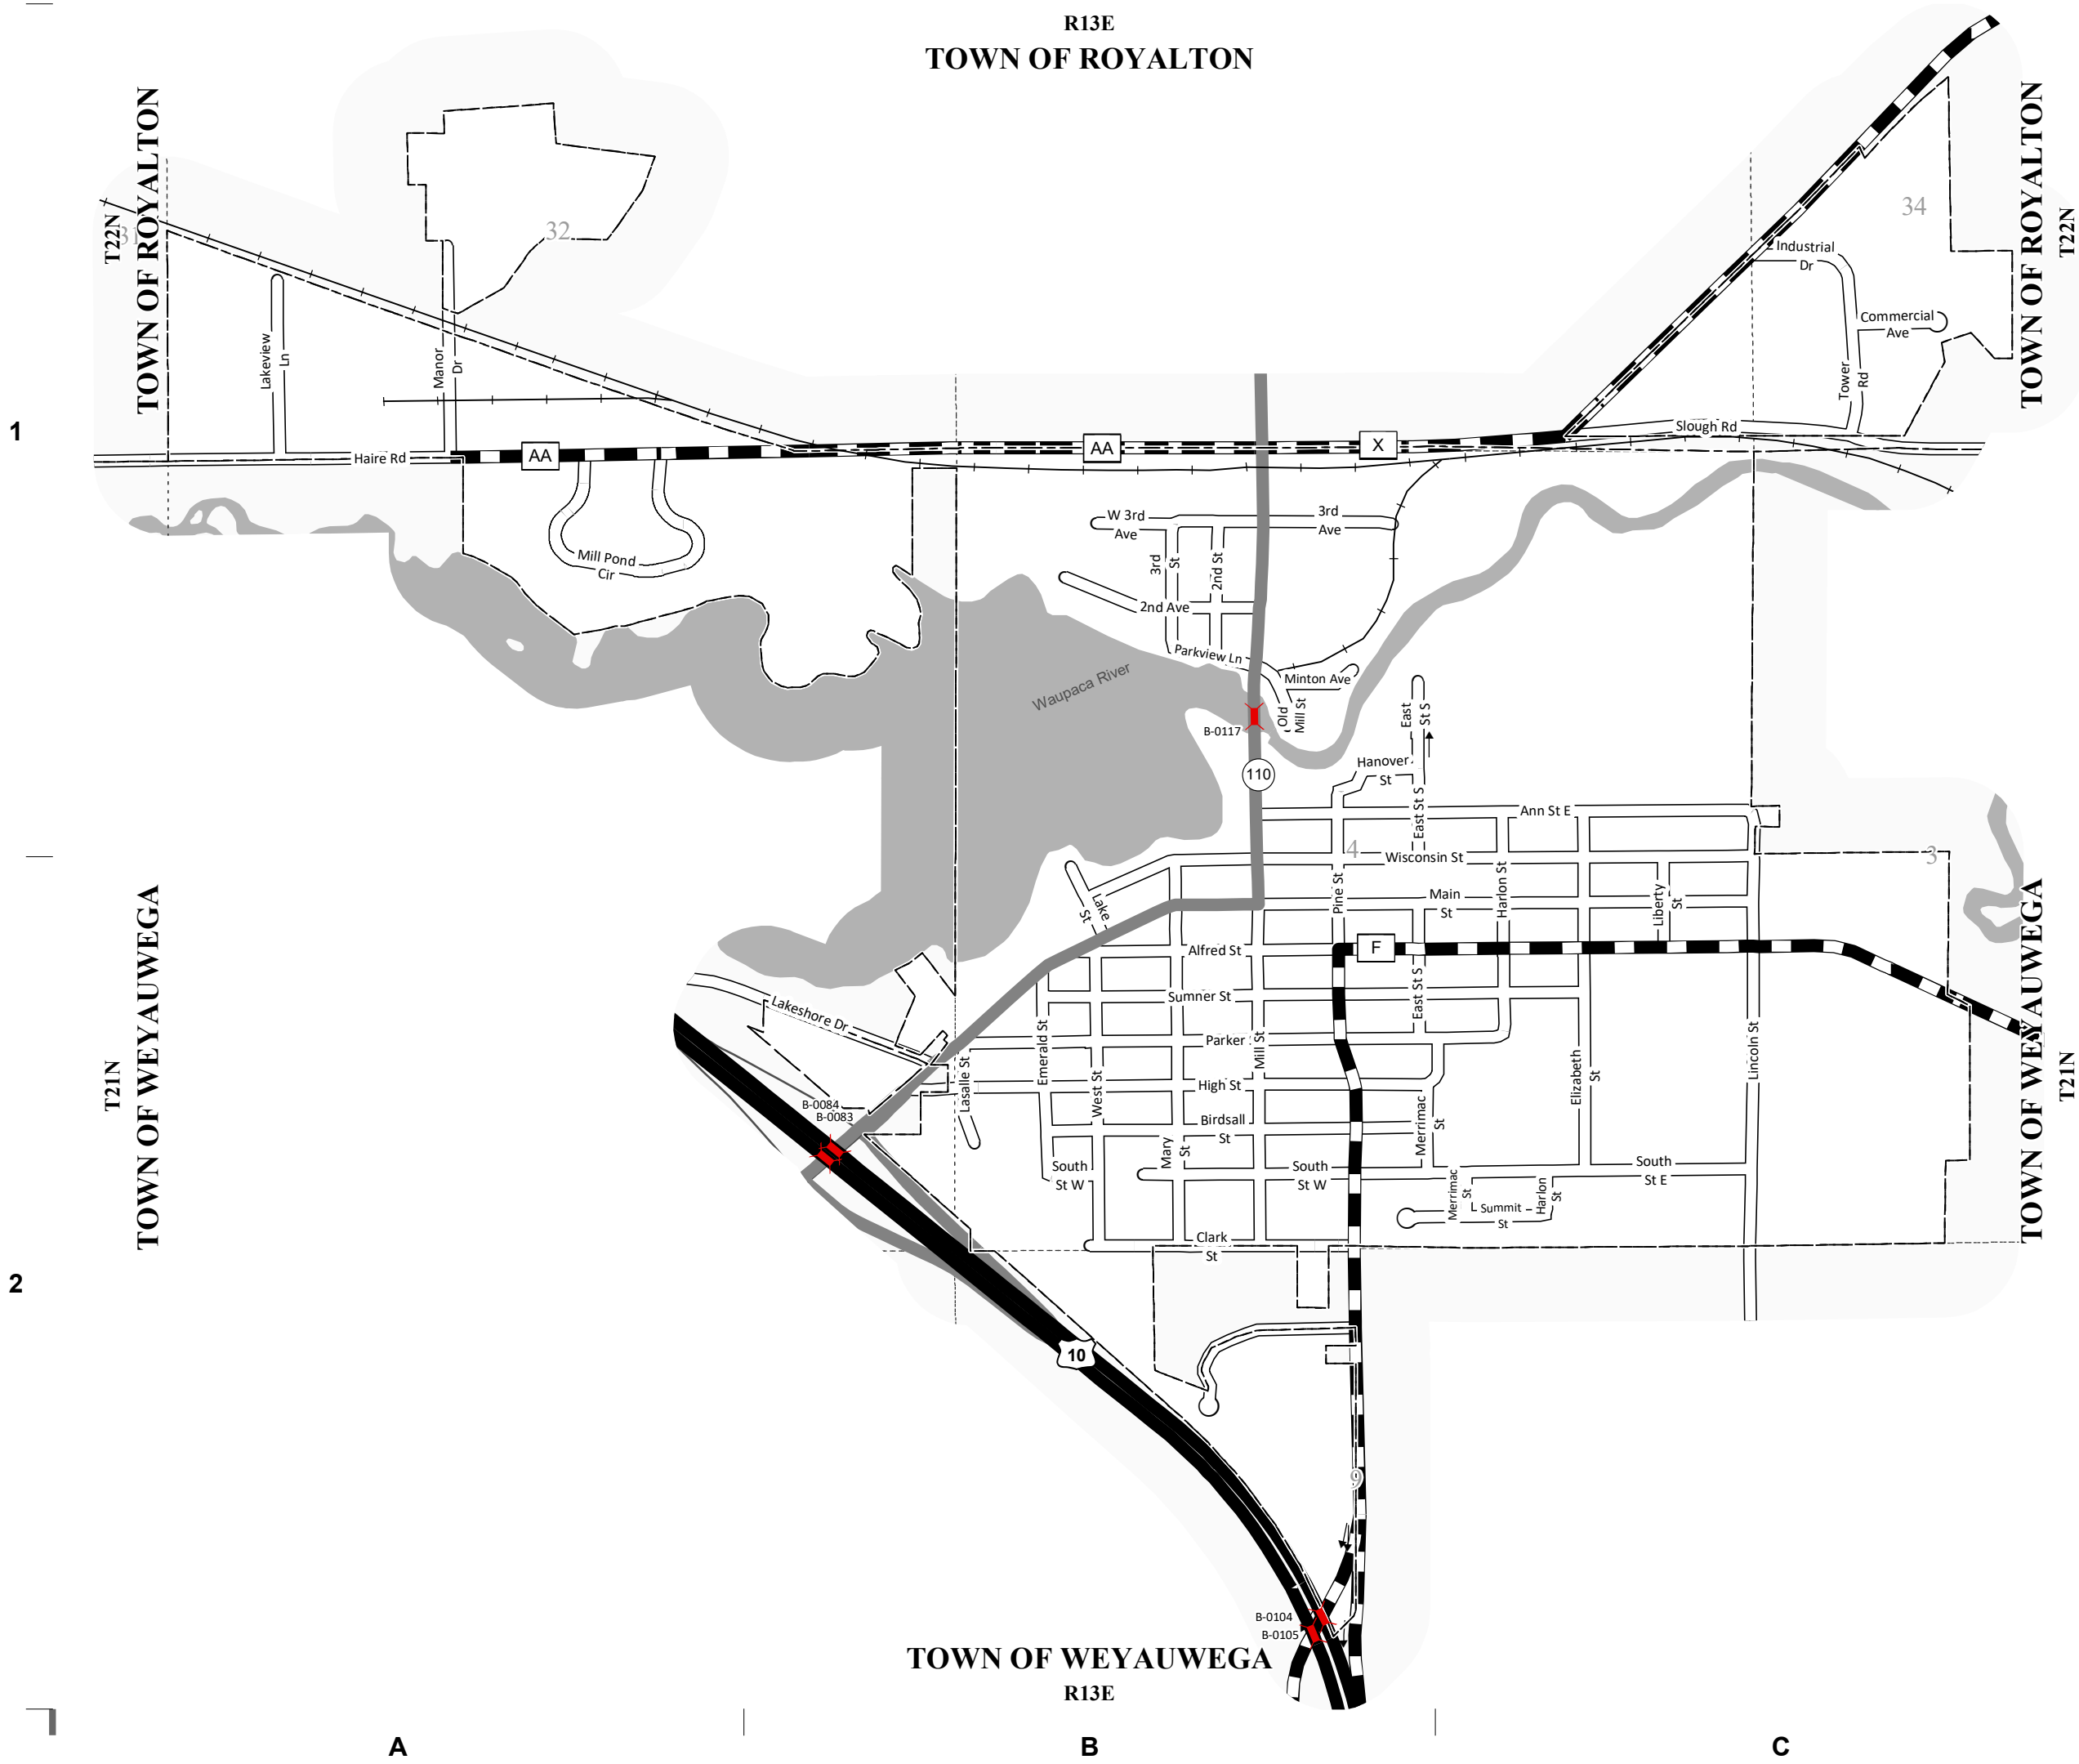 R13E
TOWN OF ROYALTON
TOWN OF ROYALTON
T22N
31
32
34
TOWN OF ROYALTON
T22N
Industrial
Dr
Commercial
Ave
Tower
Rd
Lakeview
Ln
Manor
Dr
1
Haire Rd
AA
AA
X
Slough Rd
W 3rd
Ave
3rd
Ave
3rd
St
2nd St
2nd Ave
Mill Pond
Cir
Parkview Ln
Minton Ave
Waupaca River
Old
Mill St
B-0117
East
St S
110
Hanover
St
East St S
Ann St E
4
Wisconsin St
3
Lake
St
Pine St
Main
St
Harlon St
Liberty
St
Alfred St
F
Sumner St
East St S
Lakeshore Dr
Parker
Emerald St
Mill St
Lasalle St
West St
High St
Elizabeth
St
Lincoln St
TOWN OF WEYAUWEGA
T21N
TOWN OF WEYAUWEGA
T21N
B-0084
B-0083
Birdsall
St
Merrimac
St
Mary
St
South
St W
South
St W
South
St E
Merrimac
St
Summit
St
Harlon
St
Clark
St
2
10
9
B-0104
B-0105
TOWN OF WEYAUWEGA
R13E
A
B
C